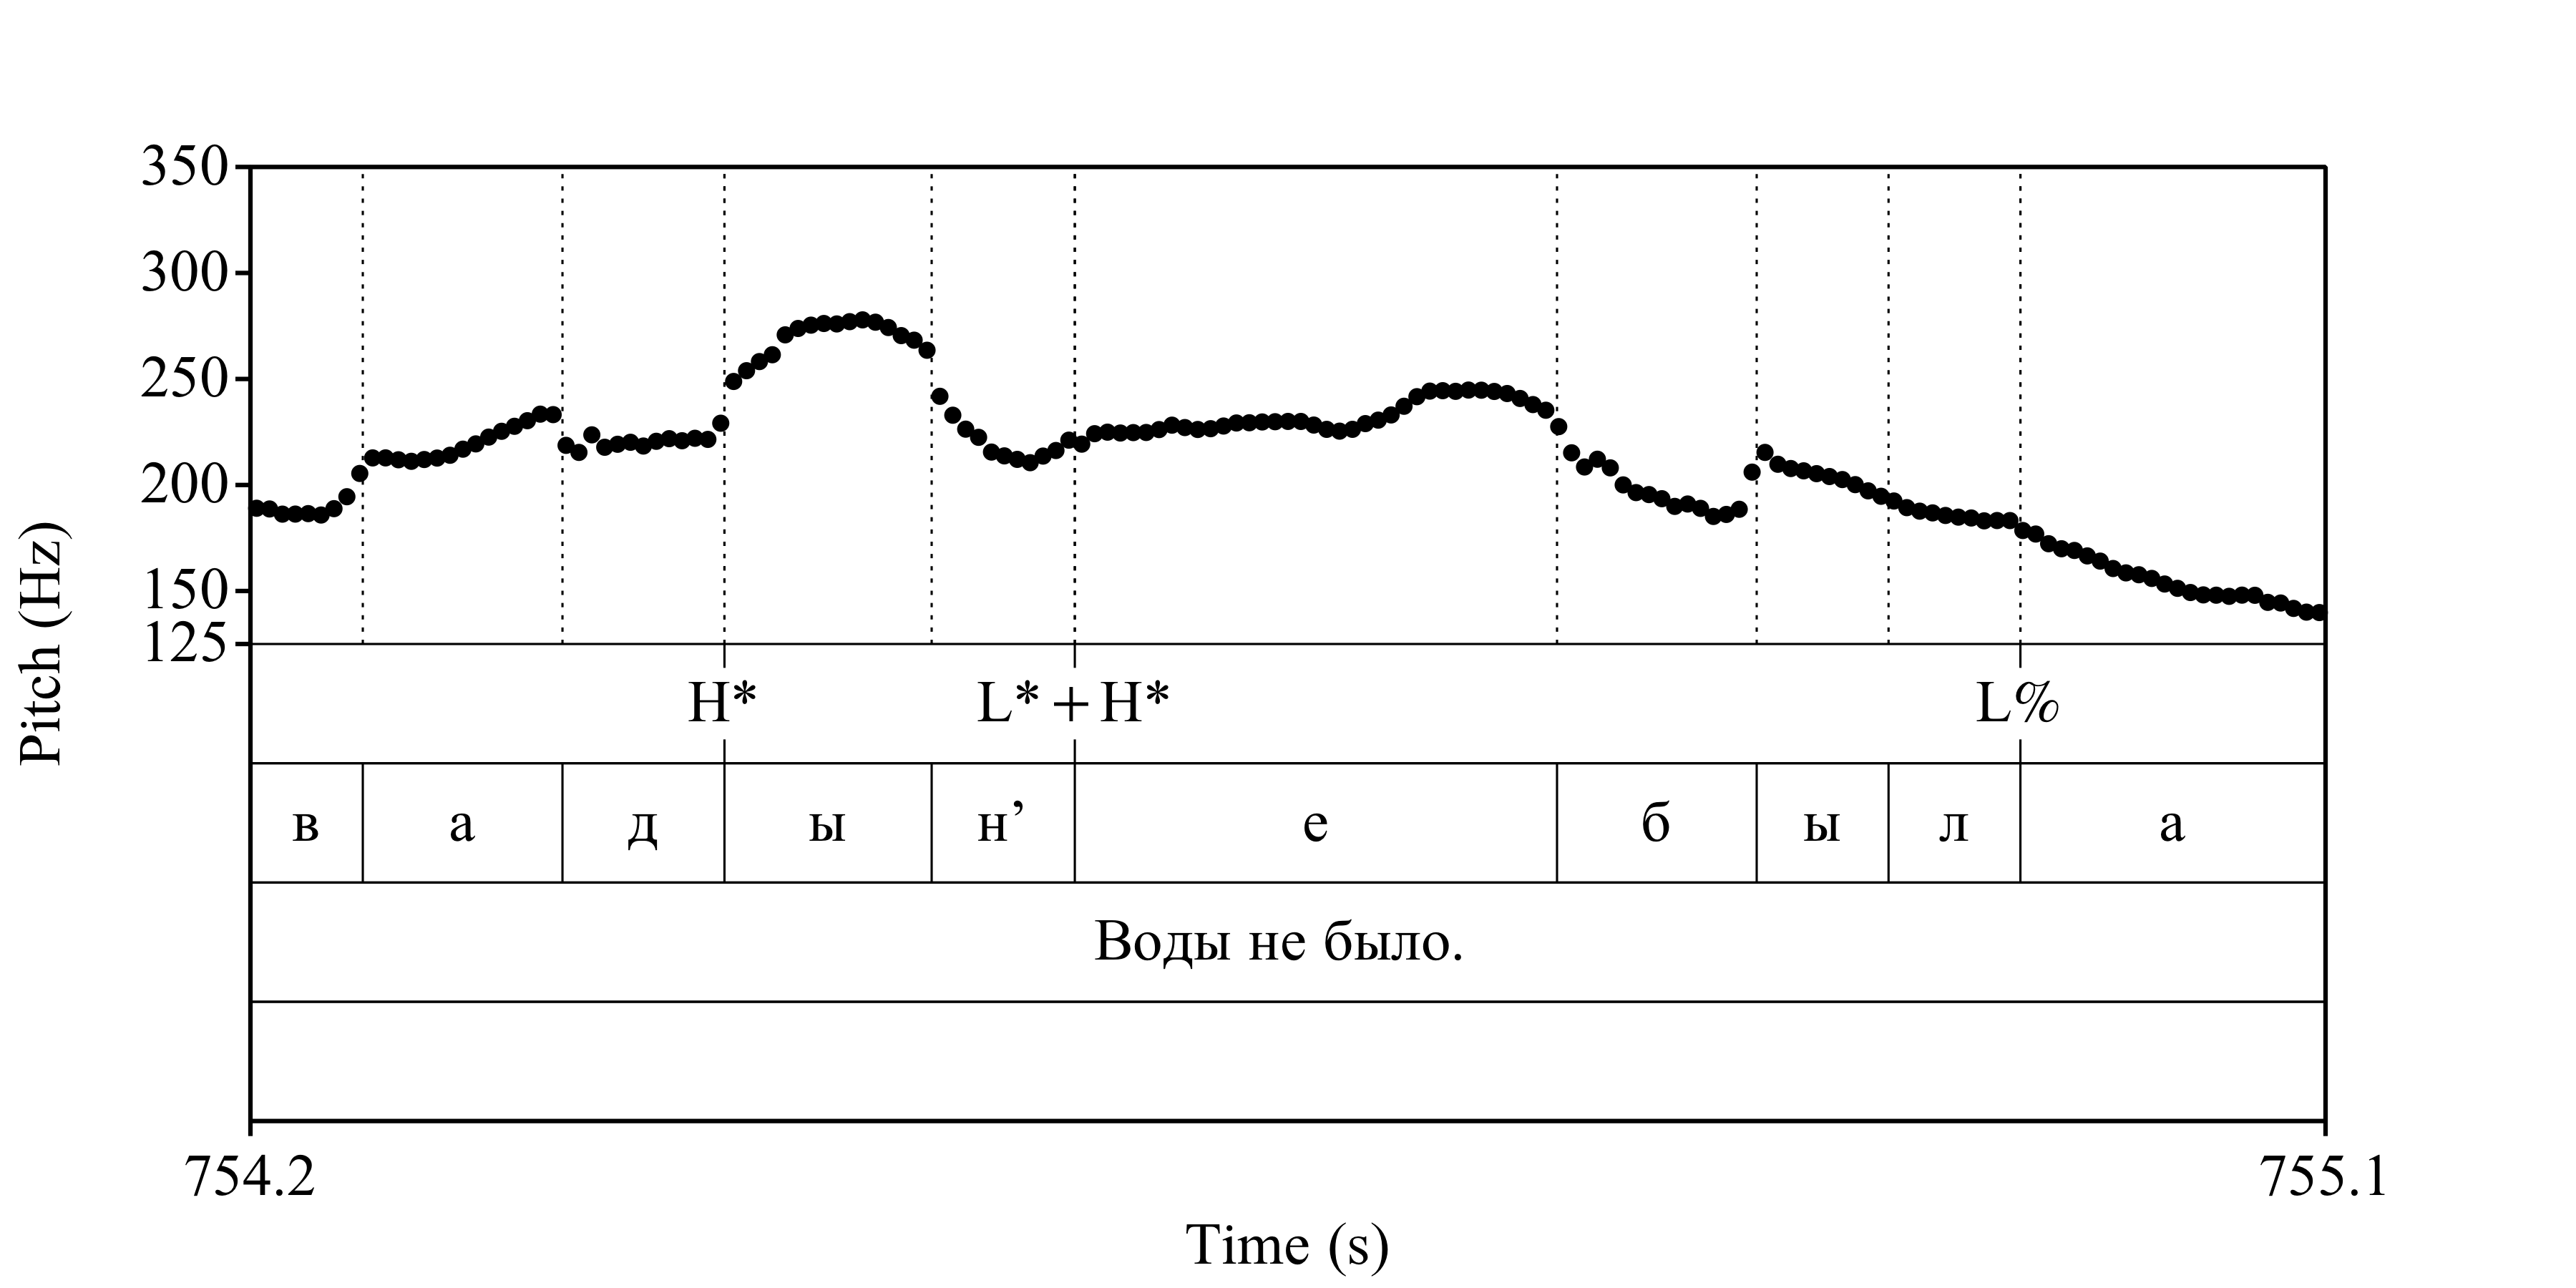 350
300
250
200
150
125
Pitch (Hz)
H* L*+H* L%
в а д ы н’ е б ы л а
Воды не было.
754.2 755.1
Time (s)